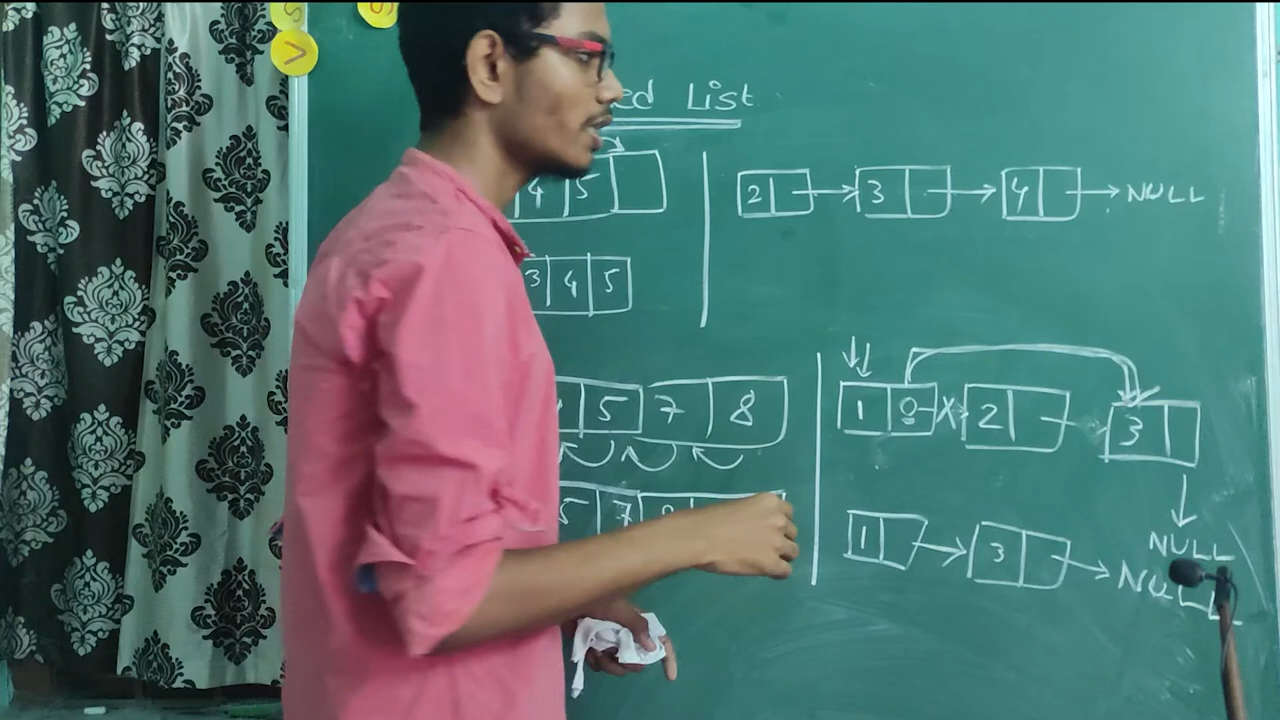 S S
>
ed List
4 5
2 3 4 NULL
3 4 5
5 7 8
1 0 X 2 3
5 7
NULL
1 3 NULL